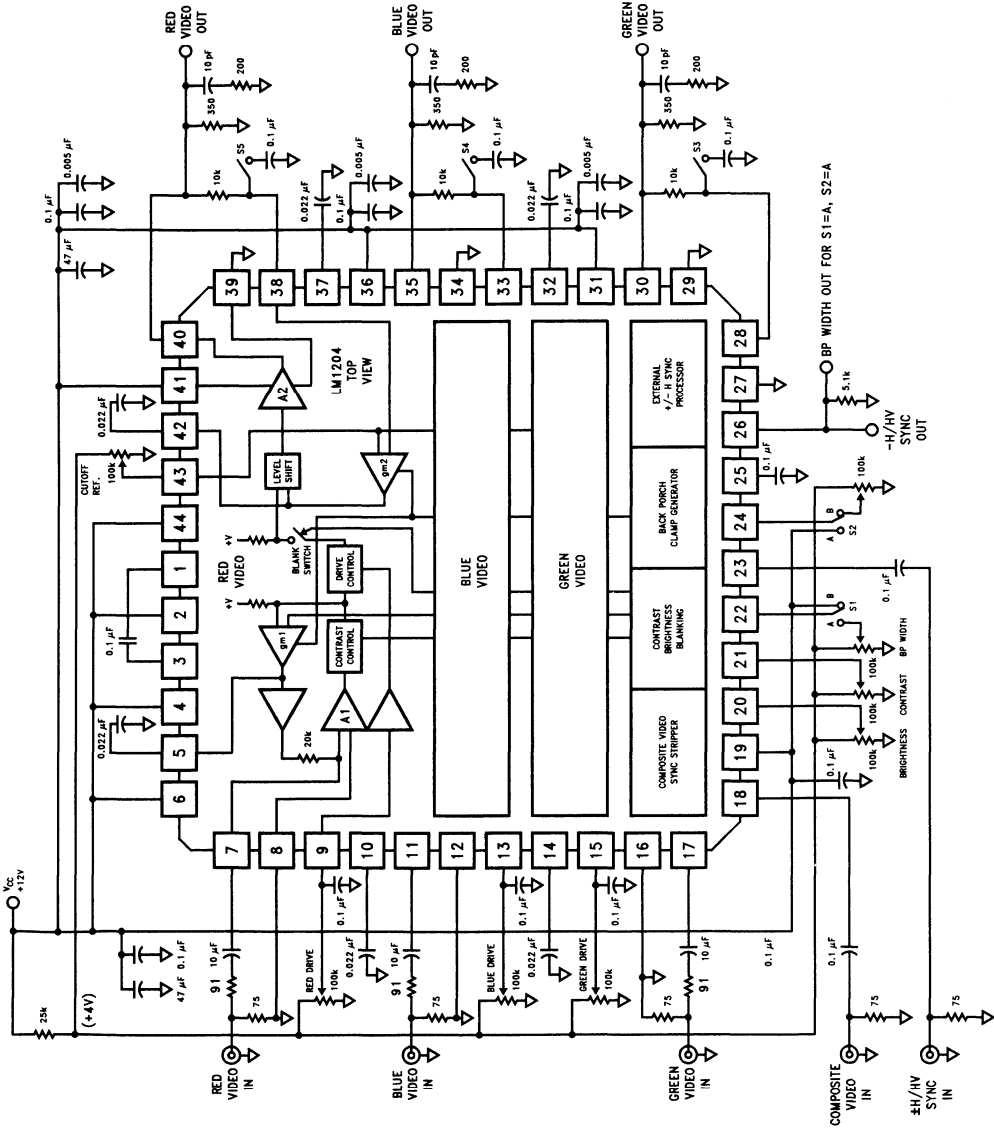 RED
VIDEO
OUT
BLUE
VIDEO
OUT
GREEN
VIDEO
OUT
10 pF
200
350
0.1 µF
S5
10k
10 pF
200
350
0.1 µF
S4
10k
10 pF
200
350
0.1 µF
S3
10k
0.005 µF
0.1 µF
47 µF
0.022 µF
0.005 µF
0.1 µF
0.022 µF
0.005 µF
0.1 µF
39
38
37
36
35
34
33
32
31
30
29
40
41
42
43
44
1
2
3
4
5
6
0.022 µF
CUTOFF
REF.
100k
0.1 µF
0.022 µF
LM1204
TOP
VIEW
A2
LEVEL
SHIFT
gm2
+V
BLANK
SWITCH
RED
VIDEO
+V
DRIVE
CONTROL
gm1
CONTRAST
CONTROL
A1
20k
BLUE
VIDEO
GREEN
VIDEO
EXTERNAL
+/- H SYNC
PROCESSOR
BACK PORCH
CLAMP GENERATOR
CONTRAST
BRIGHTNESS
BLANKING
COMPOSITE VIDEO
SYNC STRIPPER
28
27
26
25
24
23
22
21
20
19
18
BP WIDTH OUT FOR S1=A, S2=A
5.1k
-H/HV
SYNC
OUT
0.1 µF
100k
B
A
S2
0.1 µF
B
A
S1
100k
BP WIDTH
100k
CONTRAST
100k
BRIGHTNESS
0.1 µF
7
8
9
10
11
12
13
14
15
16
17
VCC
+12V
25k
(+4V)
47 µF
0.1 µF
91
10 µF
75
RED DRIVE
100k
0.1 µF
0.022 µF
91
10 µF
75
BLUE DRIVE
100k
0.1 µF
0.022 µF
GREEN DRIVE
100k
0.1 µF
75
91
10 µF
0.1 µF
0.1 µF
75
75
RED
VIDEO
IN
BLUE
VIDEO
IN
GREEN
VIDEO
IN
COMPOSITE
VIDEO
IN
±H/HV
SYNC
IN